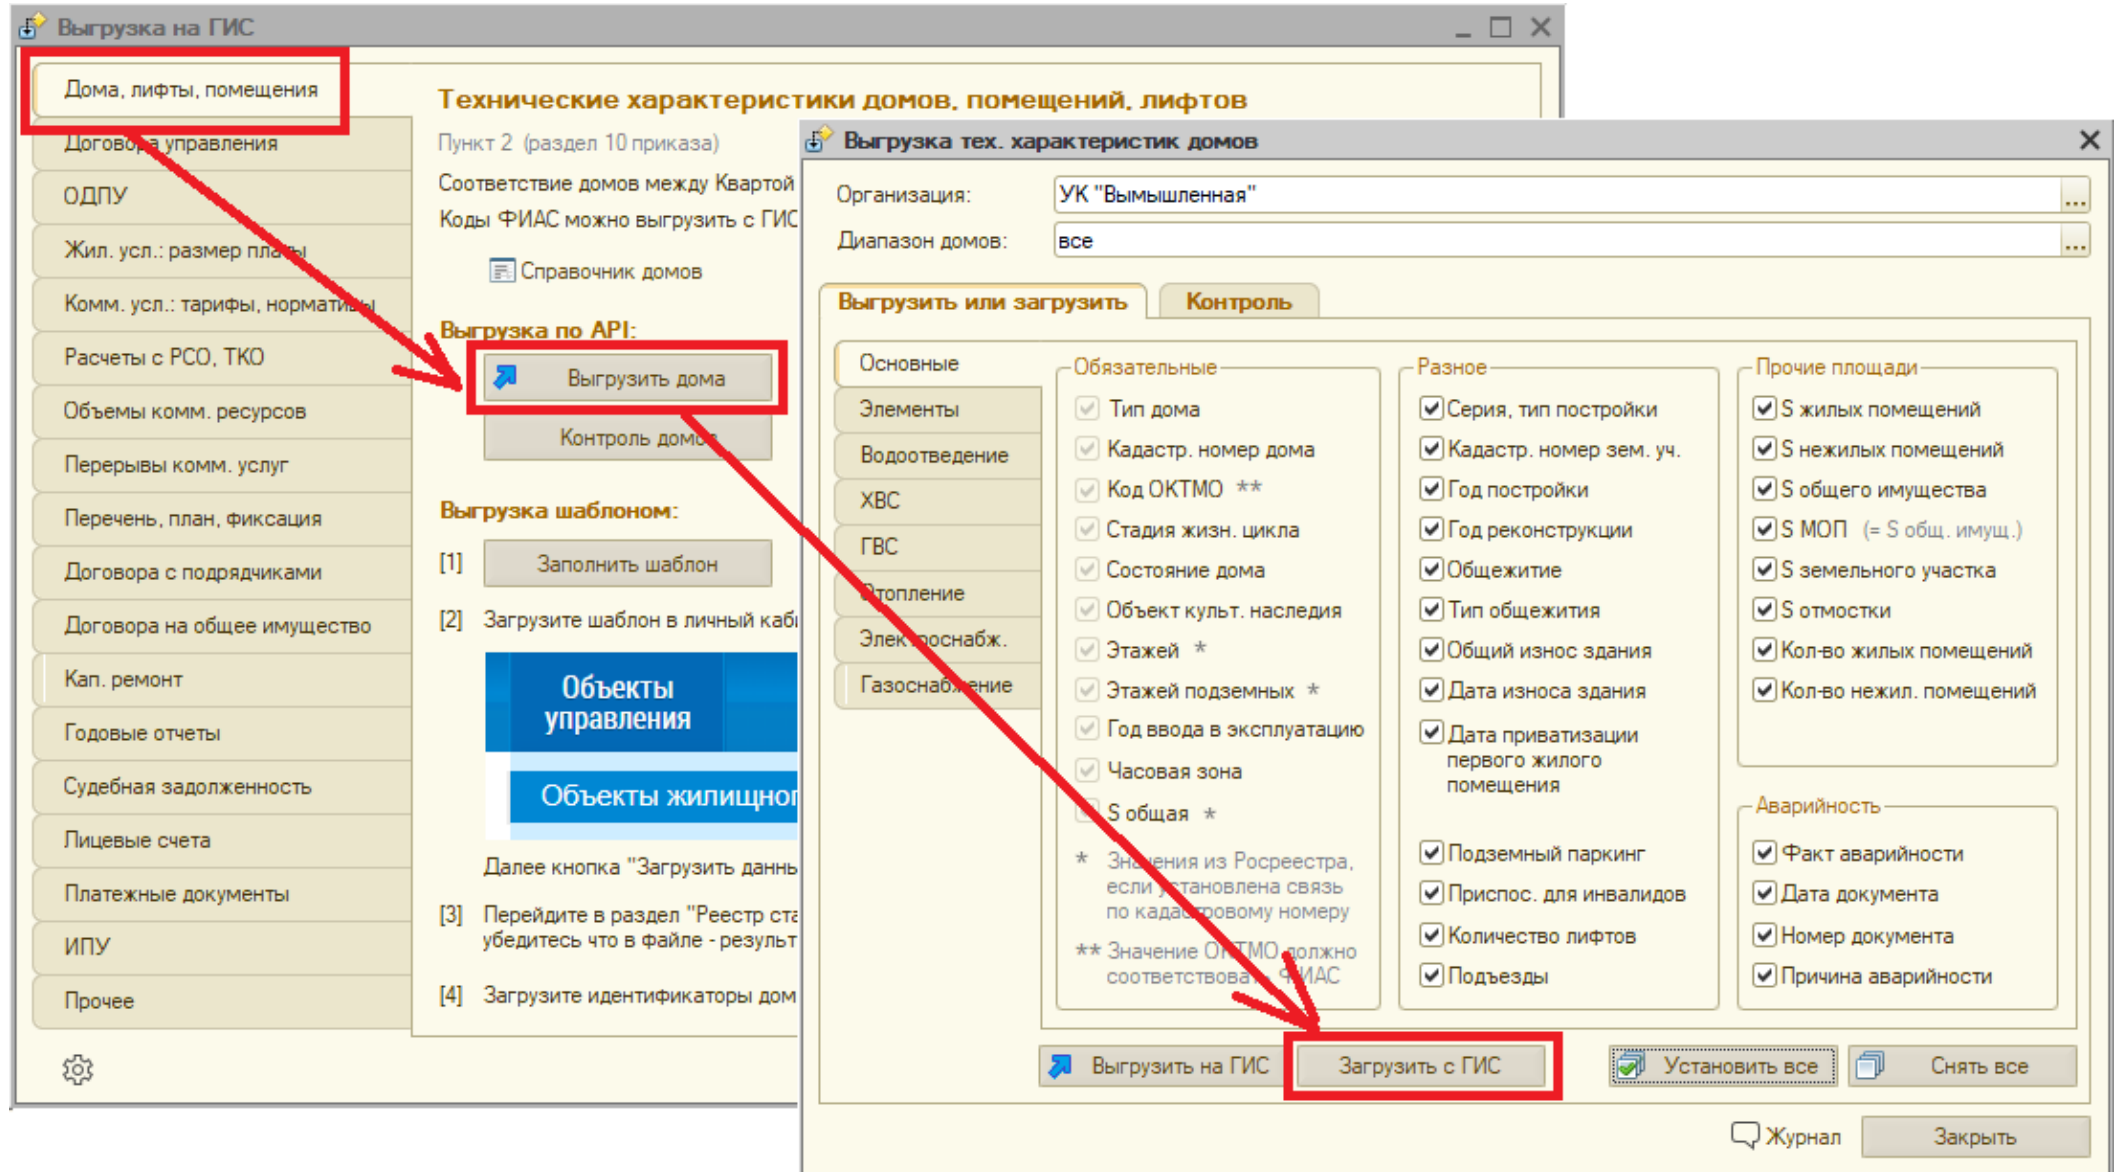 Выгрузка на ГИС
Дома, лифты, помещения
Договора управления
ОДПУ
Жил. усл.: размер платы
Комм. усл.: тарифы, нормативы
Расчеты с РСО, ТКО
Объемы комм. ресурсов
Перерывы комм. услуг
Перечень, план, фиксация
Договора с подрядчиками
Договора на общее имущество
Кап. ремонт
Годовые отчеты
Судебная задолженность
Лицевые счета
Платежные документы
ИПУ
Прочее
Технические характеристики домов, помещений, лифтов
Пункт 2 (раздел 10 приказа)
Соответствие домов между Квартой
Коды ФИАС можно выгрузить с ГИС
Справочник домов
Выгрузка по API:
Выгрузить дома
Контроль домов
Выгрузка шаблоном:
[1] Заполнить шаблон
[2] Загрузите шаблон в личный
Объекты
управления
Объекты
Далее кнопка "Загрузить
[3] Перейдите в раздел "Реестр
убедитесь что в файле -
[4] Загрузите идентификаторы
Выгрузка тех. характеристик домов
Организация: УК "Вымышленная" ...
Диапазон домов: все ...
Выгрузить или загрузить Контроль
Основные
Элементы
Водоотведение
ХВС
ГВС
Отопление
Электроснабж.
Газоснабжение
Обязательные
Тип дома
Кадастр. номер дома
Код ОКТМО **
Стадия жизн. цикла
Состояние дома
Объект культ. наследия
Этажей *
Этажей подземных *
Год ввода в эксплуатацию
Часовая зона
S общая *
* Значения из Росреестра,
если установлена связь
по кадастровому номеру
** Значение ОКТМО должно
соответствовать ФИАС
Разное
Серия, тип постройки
Кадастр. номер зем. уч.
Год постройки
Год реконструкции
Общежитие
Тип общежития
Общий износ здания
Дата износа здания
Дата приватизации
первого жилого
помещения
Подземный паркинг
Приспос. для инвалидов
Количество лифтов
Подъезды
Прочие площади
S жилых помещений
S нежилых помещений
S общего имущества
S МОП (= S общ. имущ.)
S земельного участка
S отмостки
Кол-во жилых помещений
Кол-во нежил. помещений
Аварийность
Факт аварийности
Дата документа
Номер документа
Причина аварийности
Выгрузить на ГИС Загрузить с ГИС Установить все Снять все
Журнал Закрыть